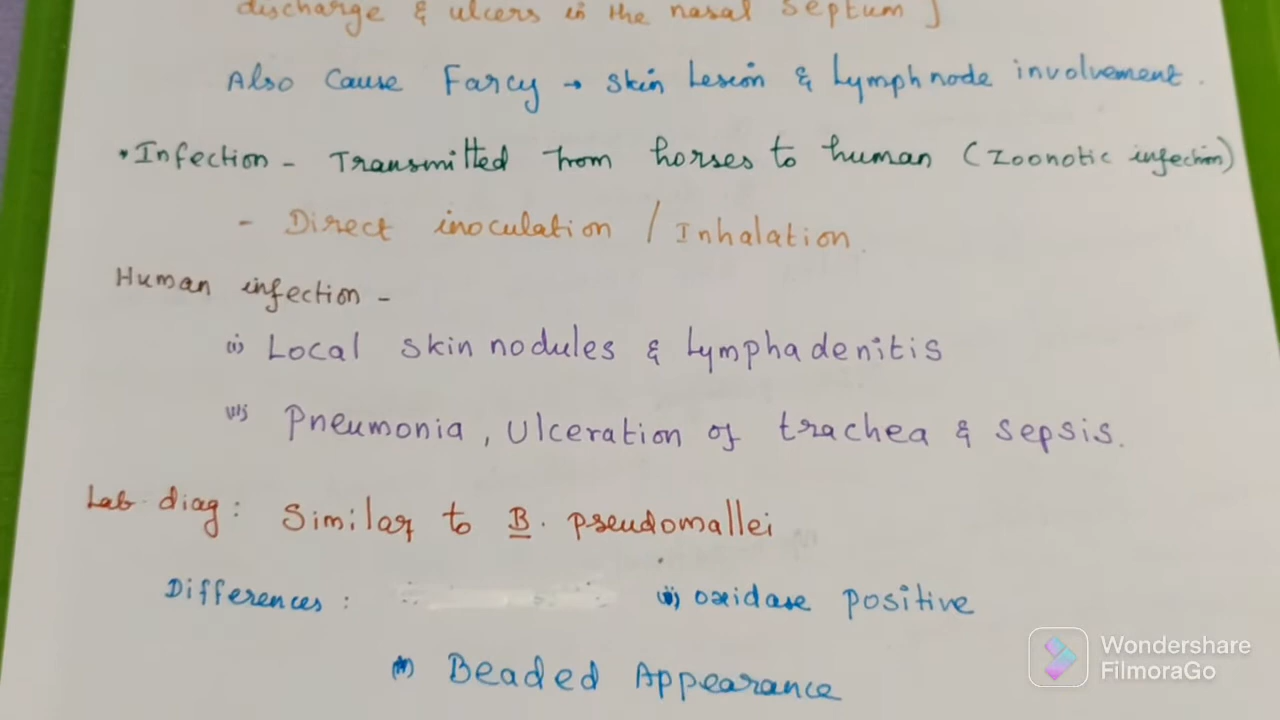 discharge & ulcers in the nasal septum ]
Also Cause Farcy → Skin Lesion & Lymphnode involvement.
• Infection - Transmitted from horses to human (Zoonotic infection)
- Direct inoculation / Inhalation.
Human infection -
(i) Local skin nodules & Lymphadenitis
(ii) Pneumonia, Ulceration of trachea & sepsis.
Lab diag: Similar to B. pseudomallei
Differences: (ii) oxidase positive
Beaded Appearance
Wondershare
FilmoraGo